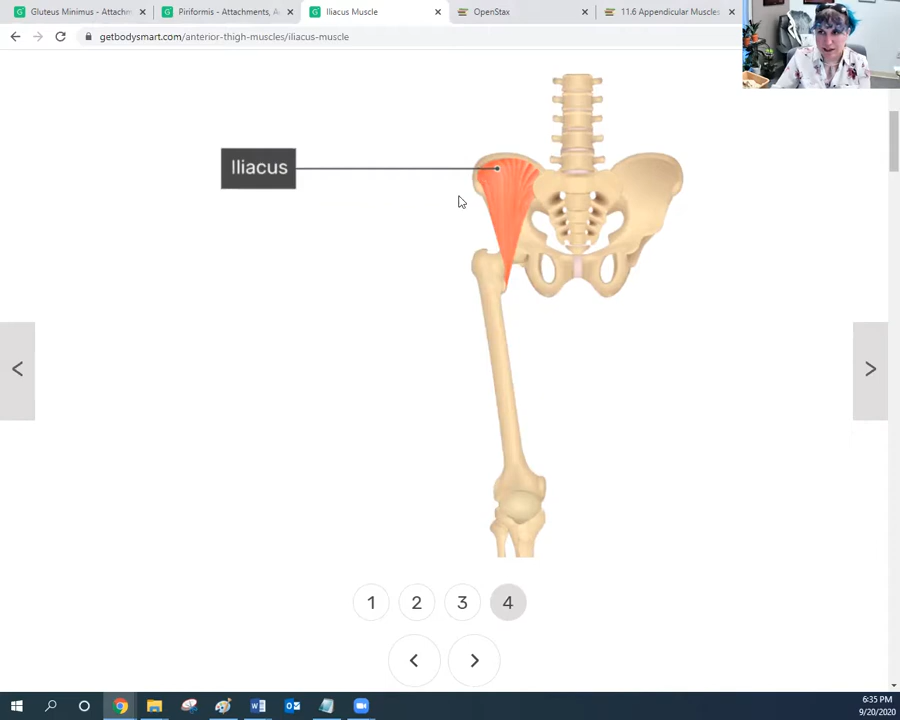 Gluteus Minimus - Attachm
Piriformis - Attachments, A
Iliacus Muscle
OpenStax
11.6 Appendicular Muscles
getbodysmart.com/anterior-thigh-muscles/iliacus-muscle
Iliacus
1 2 3 4
6:35 PM
9/20/2020